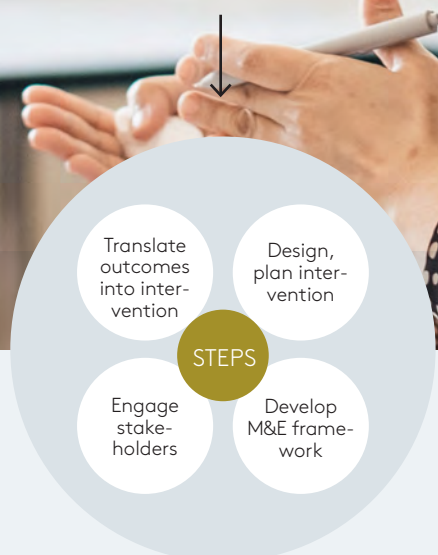 Translate
outcomes
into inter-
vention
Design,
plan inter-
vention
STEPS
Engage
stake-
holders
Develop
M&E frame-
work